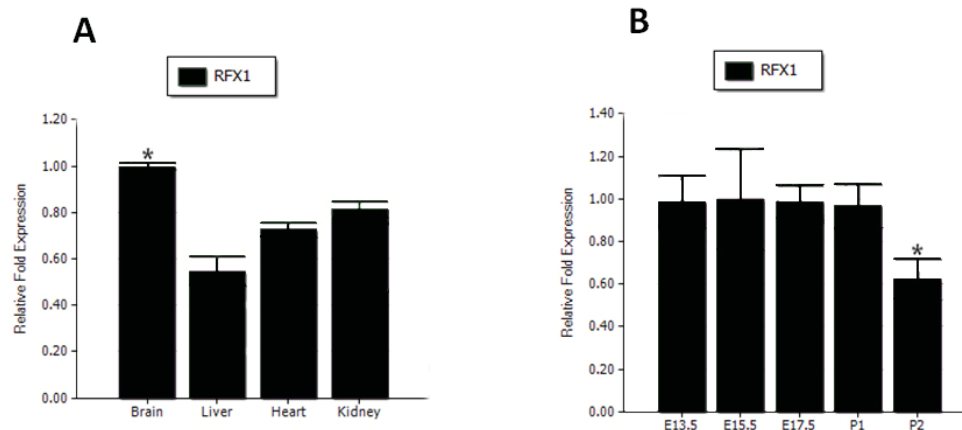 A
RFX1
1.20
1.00
0.80
0.60
0.40
0.20
0.00
Relative Fold Expression
*
Brain Liver Heart Kidney
B
RFX1
1.40
1.20
1.00
0.80
0.60
0.40
0.20
0.00
Relative Fold Expression
*
E13.5 E15.5 E17.5 P1 P2